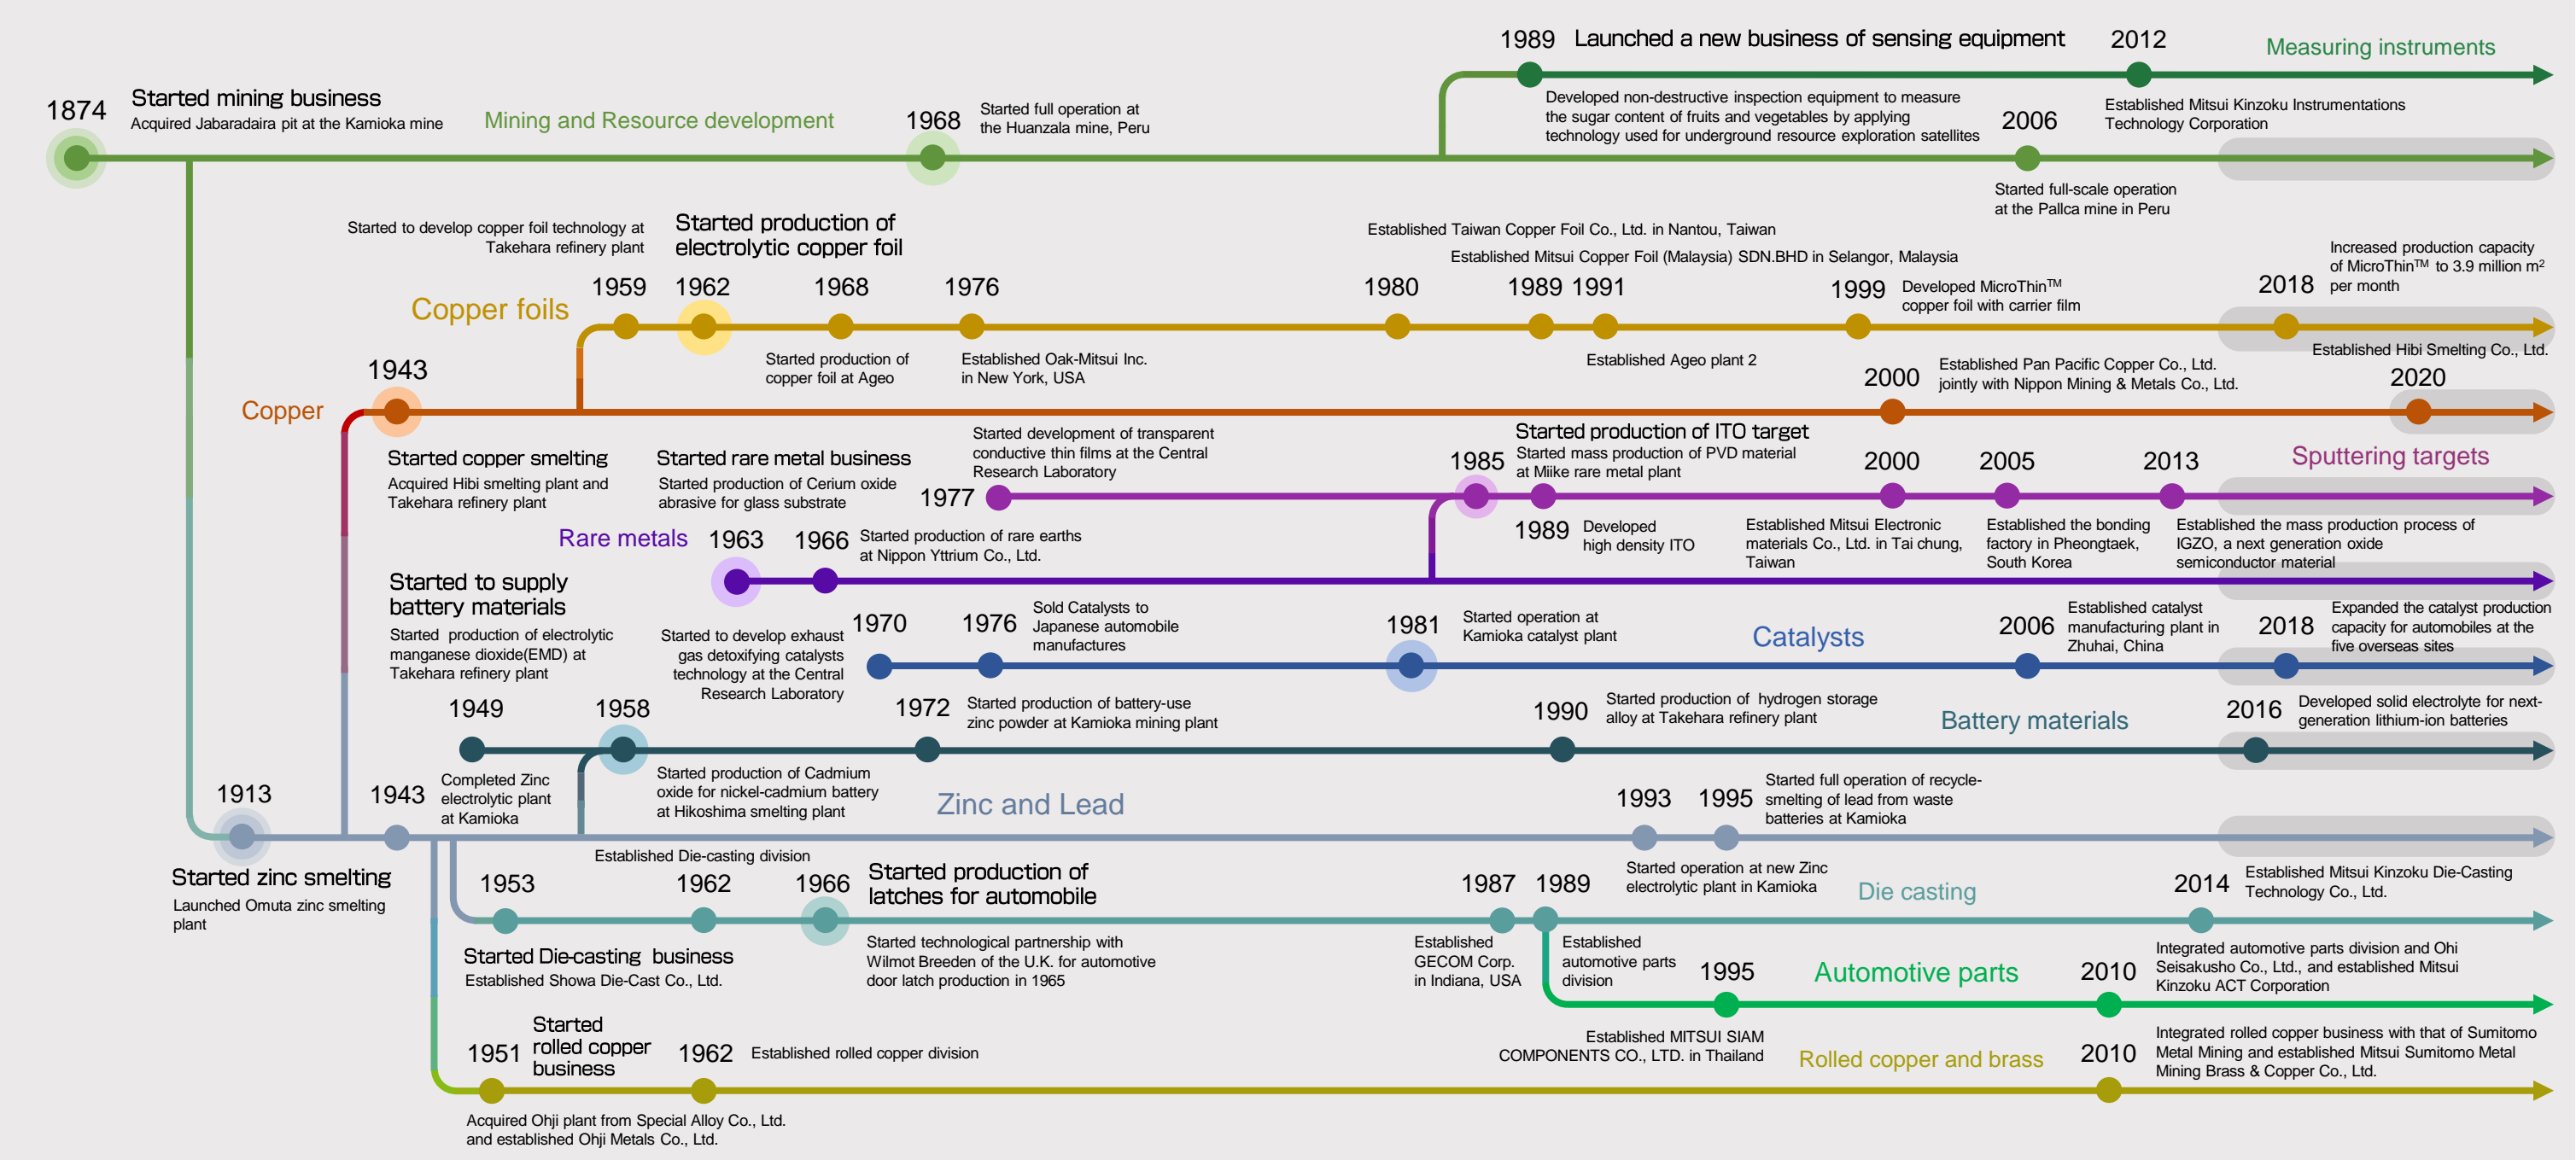 1989
Launched a new business of sensing equipment
2012
Measuring instruments
1874
Started mining business
Acquired Jabaradaira pit at the Kamioka mine
Mining and Resource development
1968
Started full operation at
the Huanzala mine, Peru
Developed non-destructive inspection equipment to measure
the sugar content of fruits and vegetables by applying
technology used for underground resource exploration satellites
2006
Established Mitsui Kinzoku Instrumentations
Technology Corporation
Started full-scale operation
at the Pallca mine in Peru
Started to develop copper foil technology at
Takehara refinery plant
Started production of
electrolytic copper foil
Established Taiwan Copper Foil Co., Ltd. in Nantou, Taiwan
Established Mitsui Copper Foil (Malaysia) SDN.BHD in Selangor, Malaysia
Increased production capacity
of MicroThin™ to 3.9 million m²
per month
Copper foils
1959
1962
1968
1976
1980
1989
1991
1999
Developed MicroThin™
copper foil with carrier film
2018
Started production of
copper foil at Ageo
Established Oak-Mitsui Inc.
in New York, USA
Established Ageo plant 2
Established Hibi Smelting Co., Ltd.
Copper
1943
2000
Established Pan Pacific Copper Co., Ltd.
jointly with Nippon Mining & Metals Co., Ltd.
2020
Started copper smelting
Acquired Hibi smelting plant and
Takehara refinery plant
Started rare metal business
Started production of Cerium oxide
abrasive for glass substrate
Started development of transparent
conductive thin films at the Central
Research Laboratory
1977
1985
Started production of ITO target
Started mass production of PVD material
at Miike rare metal plant
2000
2005
2013
Sputtering targets
1989
Developed
high density ITO
Established Mitsui Electronic
materials Co., Ltd. in Tai chung,
Taiwan
Established the bonding
factory in Pheongtaek,
South Korea
Established the mass production process of
IGZO, a next generation oxide
semiconductor material
Rare metals
1963
1966
Started production of rare earths
at Nippon Yttrium Co., Ltd.
Started to supply
battery materials
Started  production of electrolytic
manganese dioxide(EMD) at
Takehara refinery plant
Started to develop exhaust
gas detoxifying catalysts
technology at the Central
Research Laboratory
1970
1976
Sold Catalysts to
Japanese automobile
manufactures
1981
Started operation at
Kamioka catalyst plant
Catalysts
2006
Established catalyst
manufacturing plant in
Zhuhai, China
2018
Expanded the catalyst production
capacity for automobiles at the
five overseas sites
1949
1958
1972
Started production of battery-use
zinc powder at Kamioka mining plant
1990
Started production of  hydrogen storage
alloy at Takehara refinery plant
Battery materials
2016
Developed solid electrolyte for next-
generation lithium-ion batteries
1913
1943
Completed Zinc
electrolytic plant
at Kamioka
Started production of Cadmium
oxide for nickel-cadmium battery
at Hikoshima smelting plant
Zinc and Lead
1993
1995
Started full operation of recycle-
smelting of lead from waste
batteries at Kamioka
Started zinc smelting
Launched Omuta zinc smelting
plant
Established Die-casting division
1953
1962
1966
Started production of
latches for automobile
1987
1989
Started operation at new Zinc
electrolytic plant in Kamioka
Die casting
2014
Established Mitsui Kinzoku Die-Casting
Technology Co., Ltd.
Started Die-casting  business
Established Showa Die-Cast Co., Ltd.
Started technological partnership with
Wilmot Breeden of the U.K. for automotive
door latch production in 1965
Established
GECOM Corp.
in Indiana, USA
Established
automotive parts
division
1995
Automotive parts
2010
Integrated automotive parts division and Ohi
Seisakusho Co., Ltd., and established Mitsui
Kinzoku ACT Corporation
1951
Started
rolled copper
business
1962
Established rolled copper division
Established MITSUI SIAM
COMPONENTS CO., LTD. in Thailand
Rolled copper and brass
2010
Integrated rolled copper business with that of Sumitomo
Metal Mining and established Mitsui Sumitomo Metal
Mining Brass & Copper Co., Ltd.
Acquired Ohji plant from Special Alloy Co., Ltd.
and established Ohji Metals Co., Ltd.